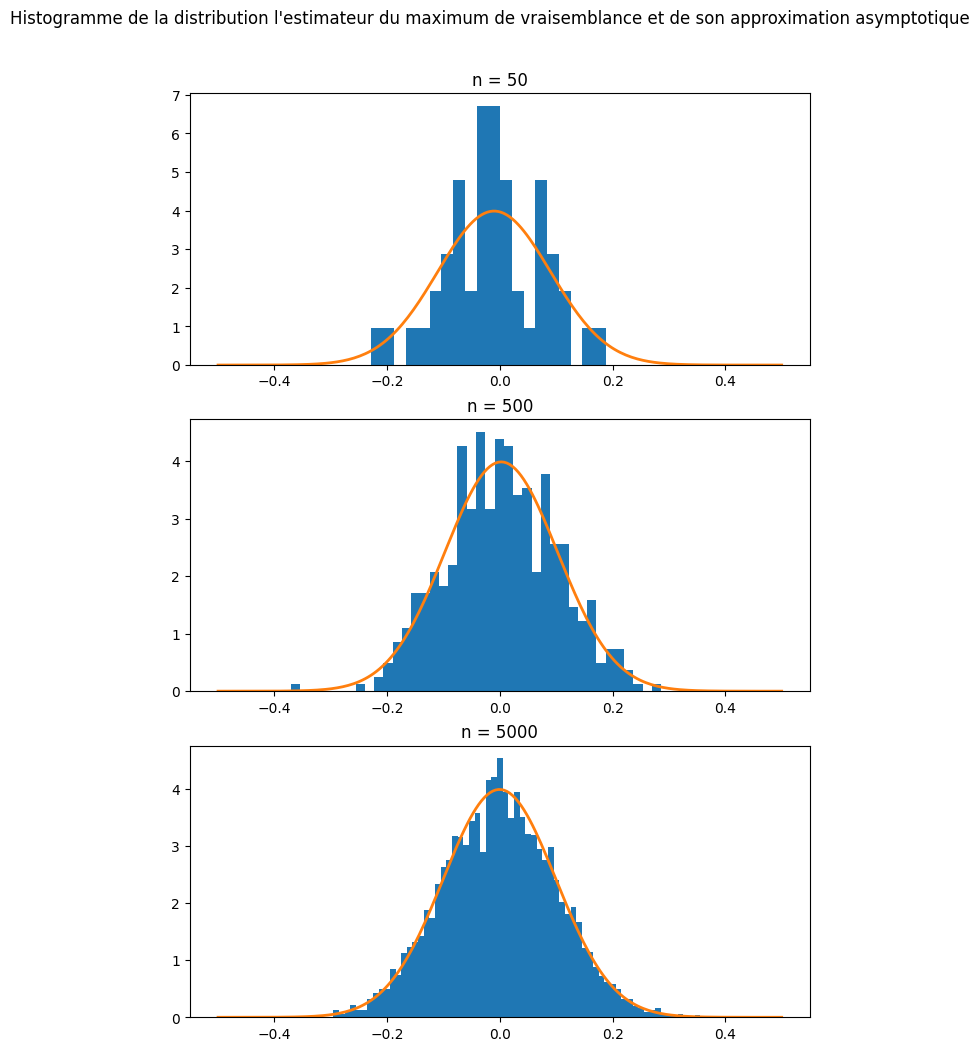 Histogramme de la distribution l'estimateur du maximum de vraisemblance et de son approximation asymptotique
n = 50
7
6
5
4
3
2
1
0
−0.4 −0.2 0.0 0.2 0.4
n = 500
4
3
2
1
0
−0.4 −0.2 0.0 0.2 0.4
n = 5000
4
3
2
1
0
−0.4 −0.2 0.0 0.2 0.4